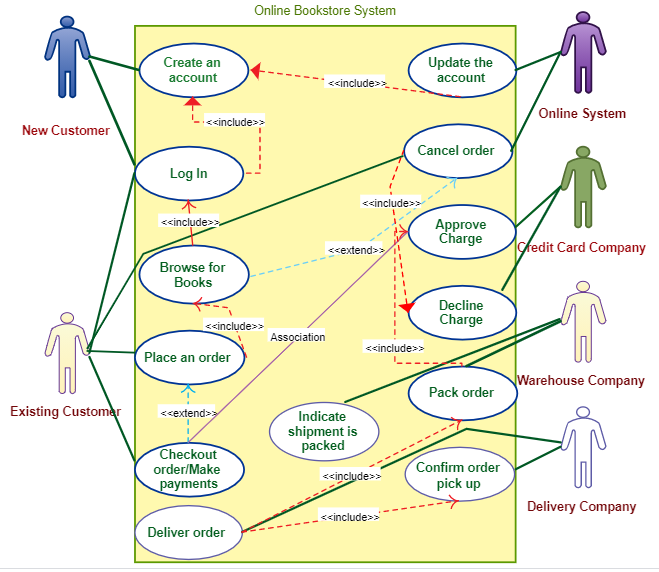 Online Bookstore System
Create an
account
Update the
account
<<include>>
New Customer
Online System
<<include>>
Log In
Cancel order
<<include>>
<<include>>
Approve
Charge
Credit Card Company
<<extend>>
Browse for
Books
Decline
Charge
<<include>>
Association
<<include>>
Place an order
Existing Customer
<<extend>>
Pack order
Warehouse Company
Indicate
shipment is
packed
Checkout
order/Make
payments
<<include>>
Confirm order
pick up
Delivery Company
<<include>>
Deliver order